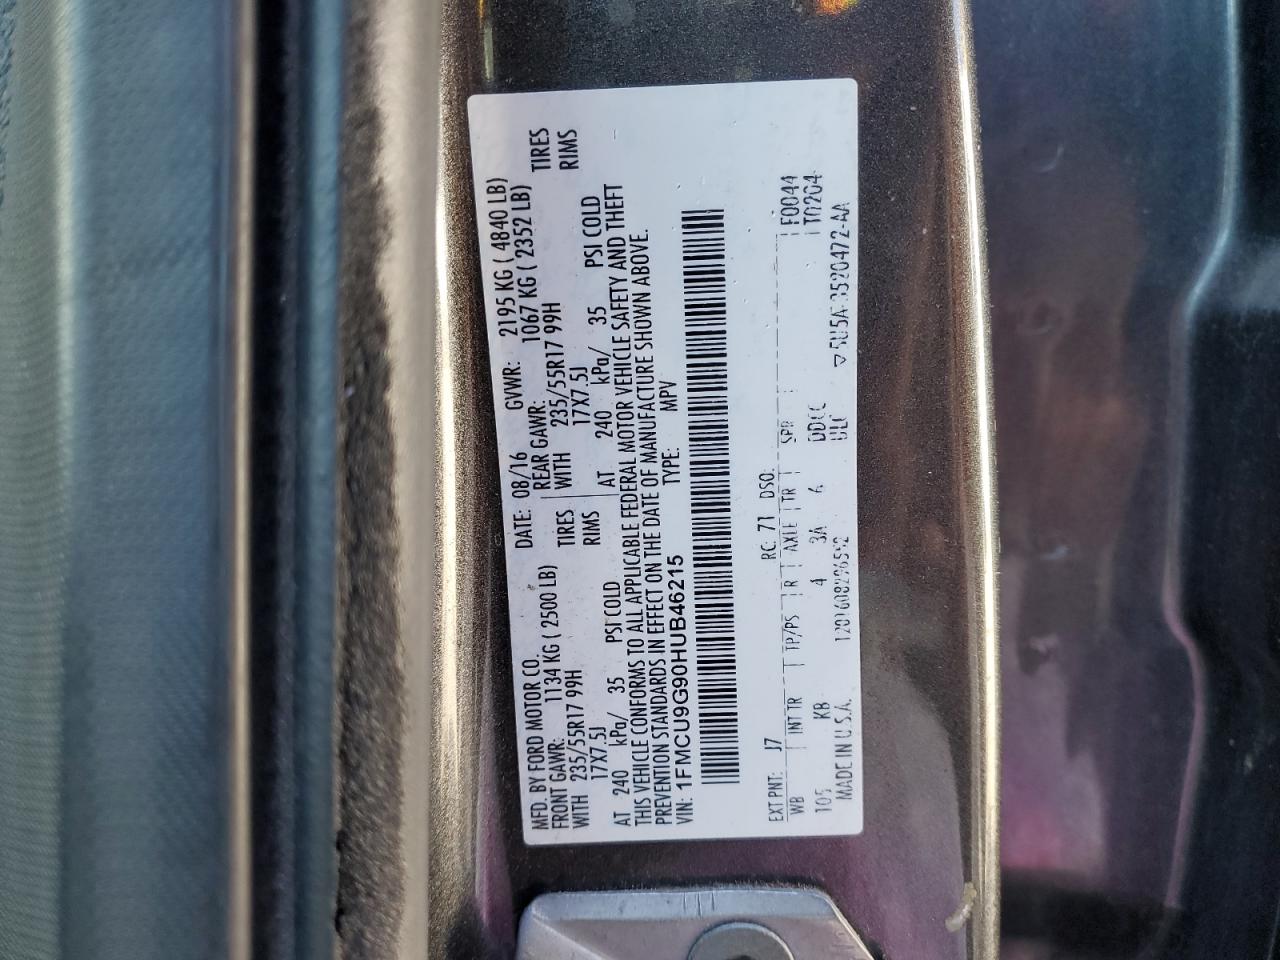 MFD. BY FORD MOTOR CO. DATE: 08/16 GVWR: 2195 KG ( 4840 LB)
FRONT GAWR: 1134 KG ( 2500 LB) REAR GAWR: 1067 KG ( 2352 LB)
WITH 235/55R17 99H TIRES WITH 235/55R17 99H TIRES
17X7.5J RIMS 17X7.5J RIMS
AT 240 kPa/ 35 PSI COLD AT 240 kPa/ 35 PSI COLD
THIS VEHICLE CONFORMS TO ALL APPLICABLE FEDERAL MOTOR VEHICLE SAFETY AND THEFT
PREVENTION STANDARDS IN EFFECT ON THE DATE OF MANUFACTURE SHOWN ABOVE.
VIN: 1FMCU9G90HUB46215 TYPE: MPV
EXT PNT: J7 RC: 71 DSO:
WB INT TR TP/PS R AXLE TR SPR F0044
105 KB 4 3A 6 T0204
MADE IN U.S.A.